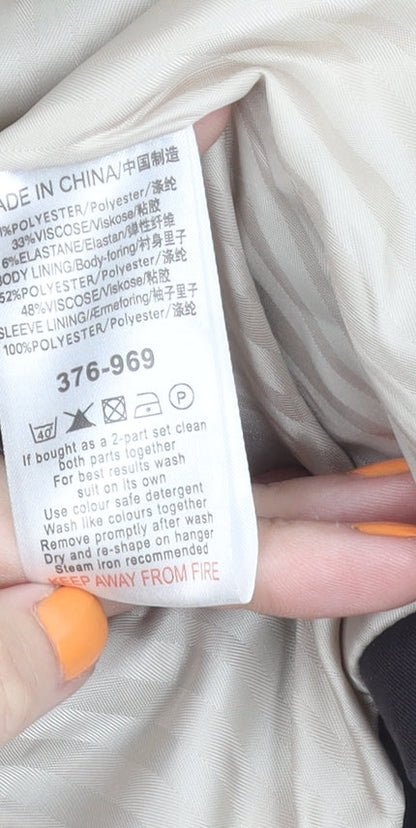 ADE IN CHINA/中国制造
1%POLYESTER/Polyester/涤纶
33%VISCOSE/Viskose/粘胶
6%ELASTANE/Elastan/弹性纤维
BODY LINING/Body-foring/衬身里子
52%POLYESTER/Polyester/涤纶
48%VISCOSE/Viskose/粘胶
SLEEVE LINING/Ærmeforing/柚子里子
100%POLYESTER/Polyester/涤纶
376-969
40 P
If bought as a 2-part set clean
both parts together
For best results wash
suit on its own
Use colour safe detergent
Wash like colours together
Remove promptly after wash
Dry and re-shape on hanger
Steam iron recommended
KEEP AWAY FROM FIRE